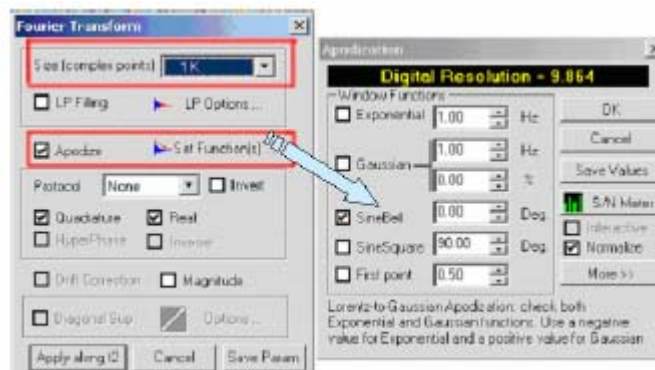 Fourier Transform
Size (complex points) 1K
LP Filling LP Options ...
Apodize Set Function(s)
Protocol None Invert
Quadrature Real
HyperPhase Inverse
Drift Correction Magnitude
Diagonal Sup Options ...
Apply along t2 Cancel Save Param
Apodization
Digital Resolution = 9.864
Window Functions
Exponential 1.00 Hz
Gaussian 1.00 Hz
0.00 %
SineBell 0.00 Deg
SineSquare 90.00 Deg
First point 0.50
OK
Cancel
Save Values
S/N Meter
Interactive
Normalize
More >>
Lorentz-to-Gaussian Apodization: check both
Exponential and Gaussian functions. Use a negative
value for Exponential and a positive value for Gaussian